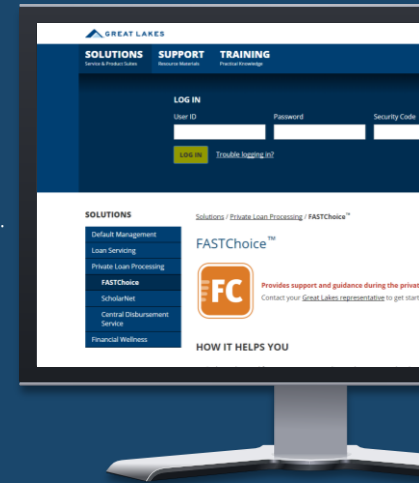 GREAT LAKES
SOLUTIONS SUPPORT TRAINING
Service & Product Suites Resource Materials Practical Knowledge
LOG IN
User ID Password Security Code
LOG IN Trouble logging in?
SOLUTIONS
Solutions / Private Loan Processing / FASTChoice™
Default Management
Loan Servicing
Private Loan Processing
FASTChoice
ScholarNet
Central Disbursement
Service
Financial Wellness
FASTChoice™
FC
Provides support and guidance during the privat
Contact your Great Lakes representative to get start
HOW IT HELPS YOU